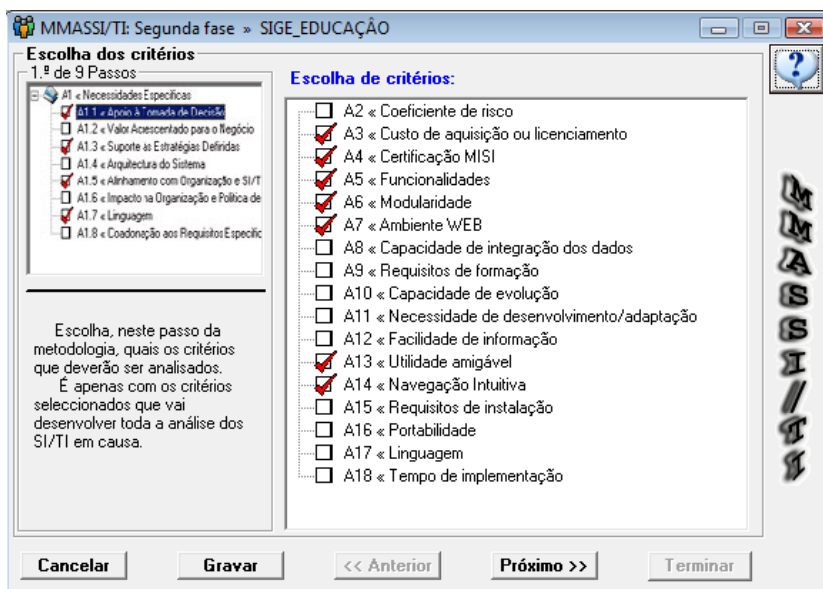 MMASSI/TI: Segunda fase » SIGE_EDUCAÇÂO
Escolha dos critérios
1.º de 9 Passos
A1 « Necessidades Especificas
A1.1 « Apoio à Tomada de Decisão
A1.2 « Valor Acrescentado para o Negócio
A1.3 « Suporte às Estratégias Definidas
A1.4 « Arquitectura do Sistema
A1.5 « Alinhamento com Organização e SI/T
A1.6 « Impacto na Organização e Politica de
A1.7 « Linguagem
A1.8 « Coadonação aos Requisitos Específic
Escolha, neste passo da
metodologia, quais os critérios
que deverão ser analisados.
É apenas com os critérios
seleccionados que vai
desenvolver toda a análise dos
SI/TI em causa.
Escolha de critérios:
A2 « Coeficiente de risco
A3 « Custo de aquisição ou licenciamento
A4 « Certificação MISI
A5 « Funcionalidades
A6 « Modularidade
A7 « Ambiente WEB
A8 « Capacidade de integração dos dados
A9 « Requisitos de formação
A10 « Capacidade de evolução
A11 « Necessidade de desenvolvimento/adaptação
A12 « Facilidade de informação
A13 « Utilidade amigável
A14 « Navegação Intuitiva
A15 « Requisitos de instalação
A16 « Portabilidade
A17 « Linguagem
A18 « Tempo de implementação
?
MMASSI/TI
Cancelar
Gravar
<< Anterior
Próximo >>
Terminar